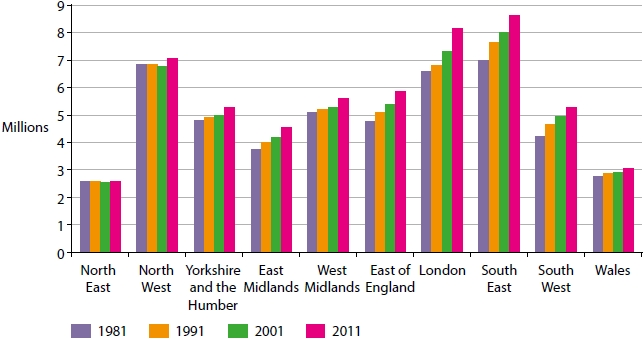 9
8
7
6
5
4
3
2
1
0
Millions
North East
North West
Yorkshire and the Humber
East Midlands
West Midlands
East of England
London
South East
South West
Wales
1981
1991
2001
2011